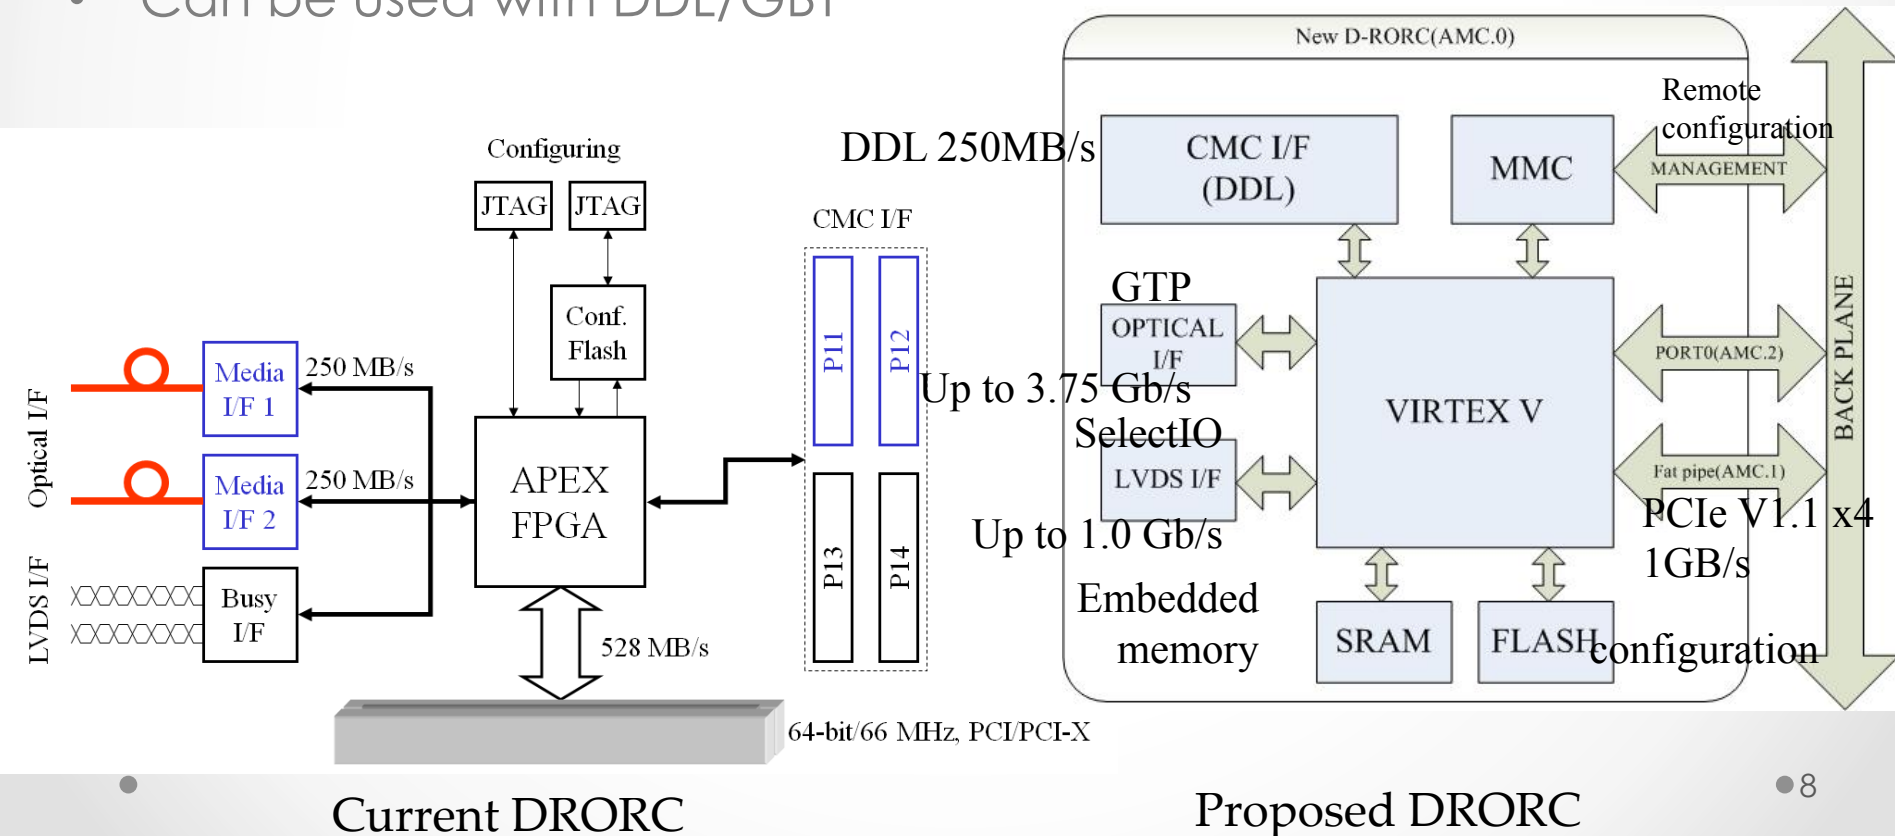 • Can be used with DDL/GBT
Configuring
JTAG
JTAG
Conf.
Flash
CMC I/F
P11
P12
P13
P14
Optical I/F
LVDS I/F
Media
I/F 1
250 MB/s
Media
I/F 2
250 MB/s
Busy
I/F
APEX
FPGA
528 MB/s
64-bit/66 MHz, PCI/PCI-X
Current DRORC
New D-RORC(AMC.0)
DDL 250MB/s
CMC I/F
(DDL)
MMC
Remote
configuration
MANAGEMENT
GTP
OPTICAL
I/F
Up to 3.75 Gb/s
SelectIO
LVDS I/F
Up to 1.0 Gb/s
VIRTEX V
PORT0(AMC.2)
Fat pipe(AMC.1)
PCIe V1.1 x4
1GB/s
BACK PLANE
Embedded
memory
SRAM
FLASH
configuration
Proposed DRORC
8